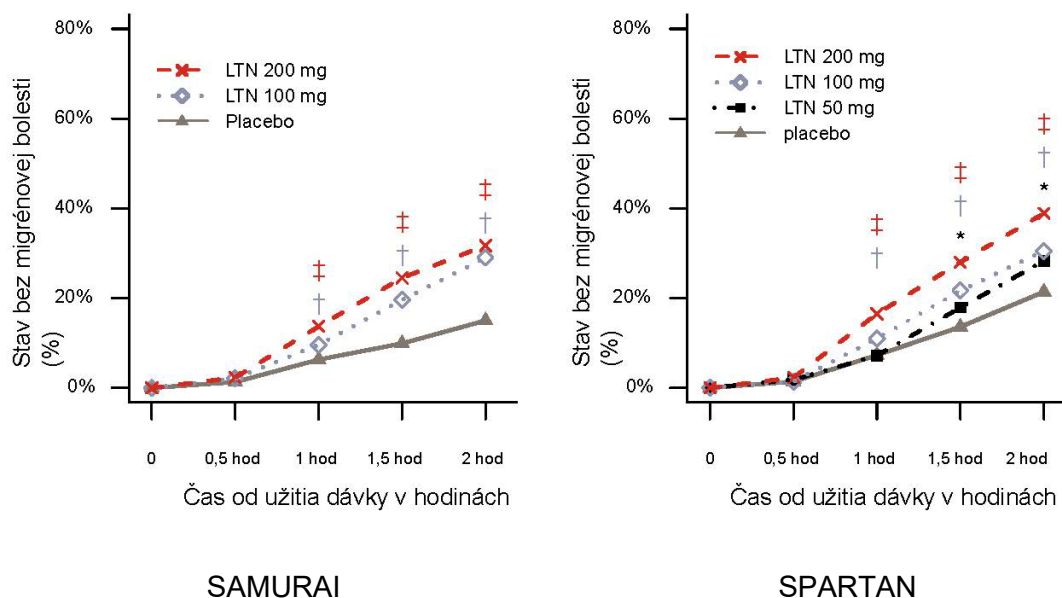 80%
60%
40%
20%
0%
Stav bez migrénovej bolesti
(%)
LTN 200 mg
LTN 100 mg
Placebo
‡
†
‡
†
‡
†
0
0,5 hod
1 hod
1,5 hod
2 hod
Čas od užitia dávky v hodinách
SAMURAI
80%
60%
40%
20%
0%
Stav bez migrénovej bolesti
(%)
LTN 200 mg
LTN 100 mg
LTN 50 mg
placebo
‡
†
‡
†
*
‡
†
*
0
0,5 hod
1 hod
1,5 hod
2 hod
Čas od užitia dávky v hodinách
SPARTAN